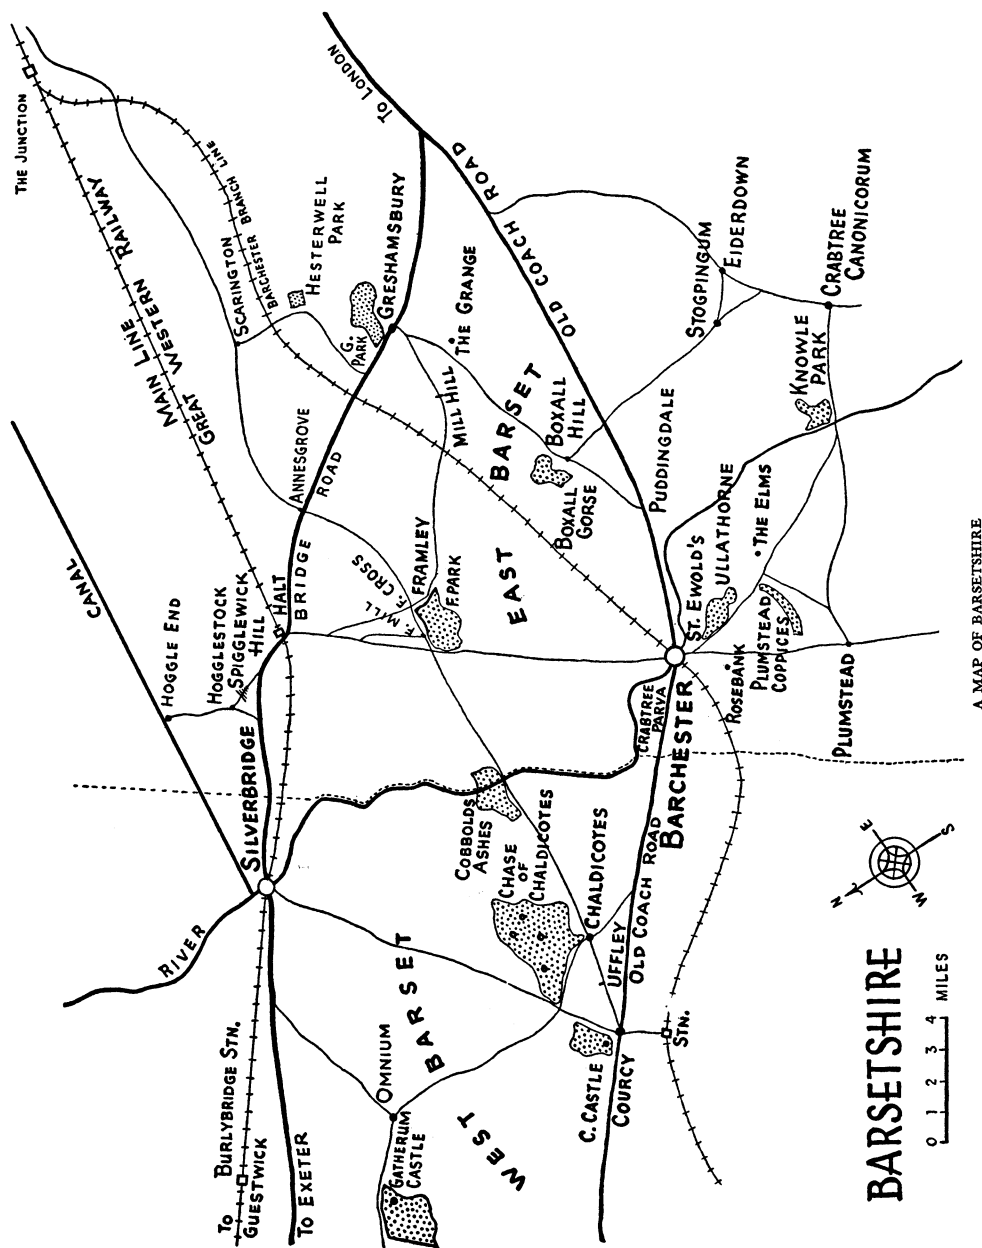 THE JUNCTION
MAIN LINE
GREAT WESTERN RAILWAY
BARCHESTER BRANCH LINE
TO LONDON
SCARINGTON
HESTERWELL
PARK
G.
PARK
GRESHAMSBURY
THE GRANGE
OLD COACH ROAD
STOGPINGUM
EIDERDOWN
CRABTREE
CANONICORUM
KNOWLE
PARK
CANAL
ANNESGROVE
BRIDGE ROAD
MILL HILL
EAST BARSET
BOXALL
HILL
BOXALL
GORSE
PUDDINGDALE
HOGGLE END
HOGGLESTOCK
SPIGGLEWICK
HILL
HALT
F. CROSS
F. MILL
FRAMLEY
F. PARK
ST. EWOLD'S
ULLATHORNE
THE ELMS
ROSEBANK
PLUMSTEAD
COPPICES
PLUMSTEAD
SILVERBRIDGE
CRABTREE
PARVA
BARCHESTER
COBBOLDS
ASHES
CHASE
OF
CHALDICOTES
CHALDICOTES
RIVER
UFFLEY
OLD COACH ROAD
WEST BARSET
OMNIUM
GATHERUM
CASTLE
C. CASTLE
COURCY
STN.
BURLYBRIDGE STN.
TO
GUESTWICK
TO EXETER
N
E
S
W
BARSETSHIRE
0 1 2 3 4
MILES
A MAP OF BARSETSHIRE